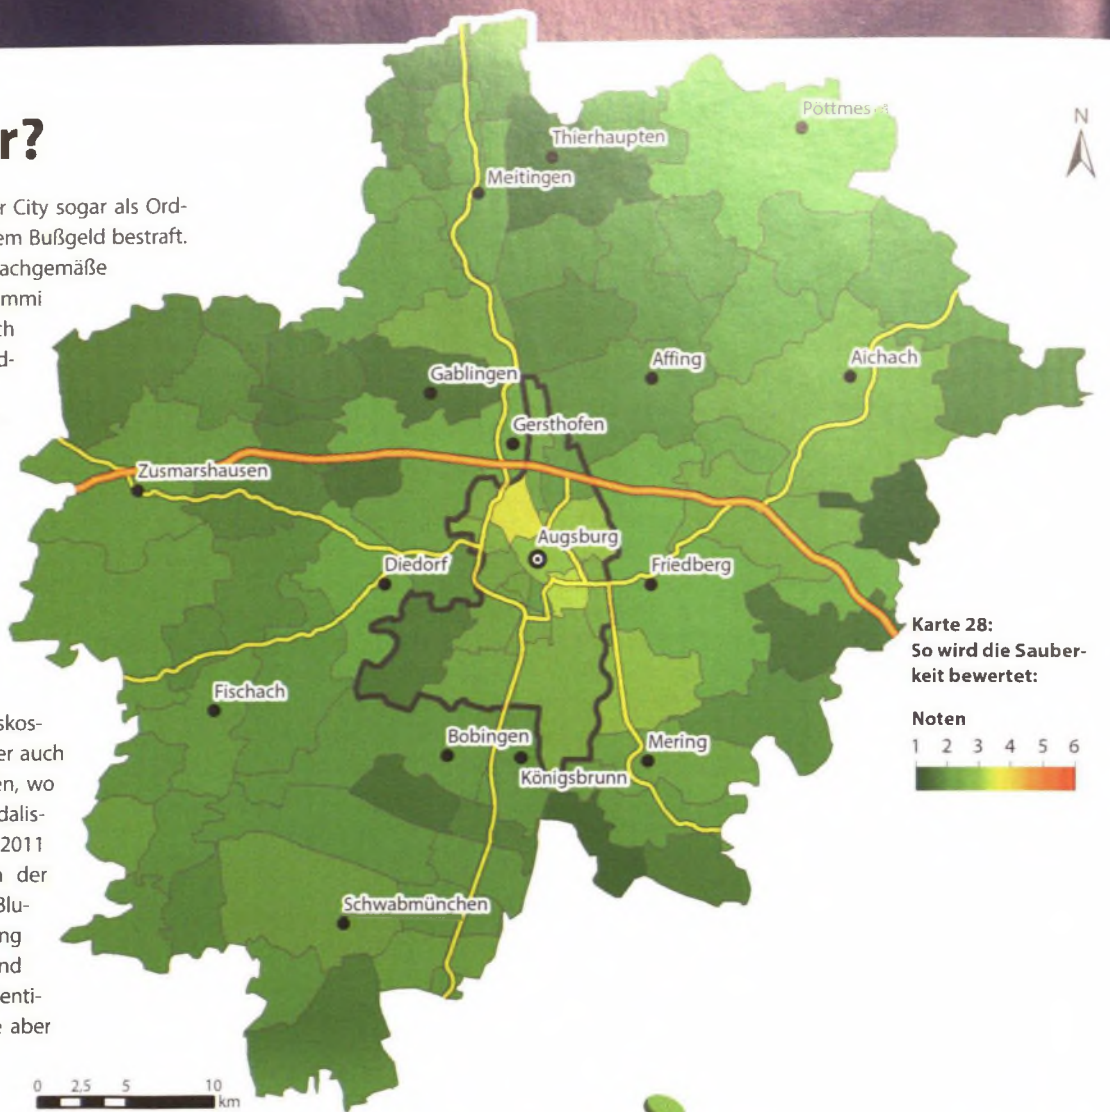 r?
r City sogar als Ord-
em Bußgeld bestraft.
achgemäße
mmi
ch
d-
skos-
er auch
en, wo
dalis-
2011
n der
Blu-
ng
nd
enti-
e aber
N
Pöttmes
Thierhaupten
Meitingen
Affing
Aichach
Gablingen
Gersthofen
Zusmarshausen
Augsburg
Diedorf
Friedberg
Fischach
Bobingen
Mering
Königsbrunn
Schwabmünchen
Karte 28:
So wird die Sauber-
keit bewertet:
Noten
1 2 3 4 5 6
0 2,5 5 10
km